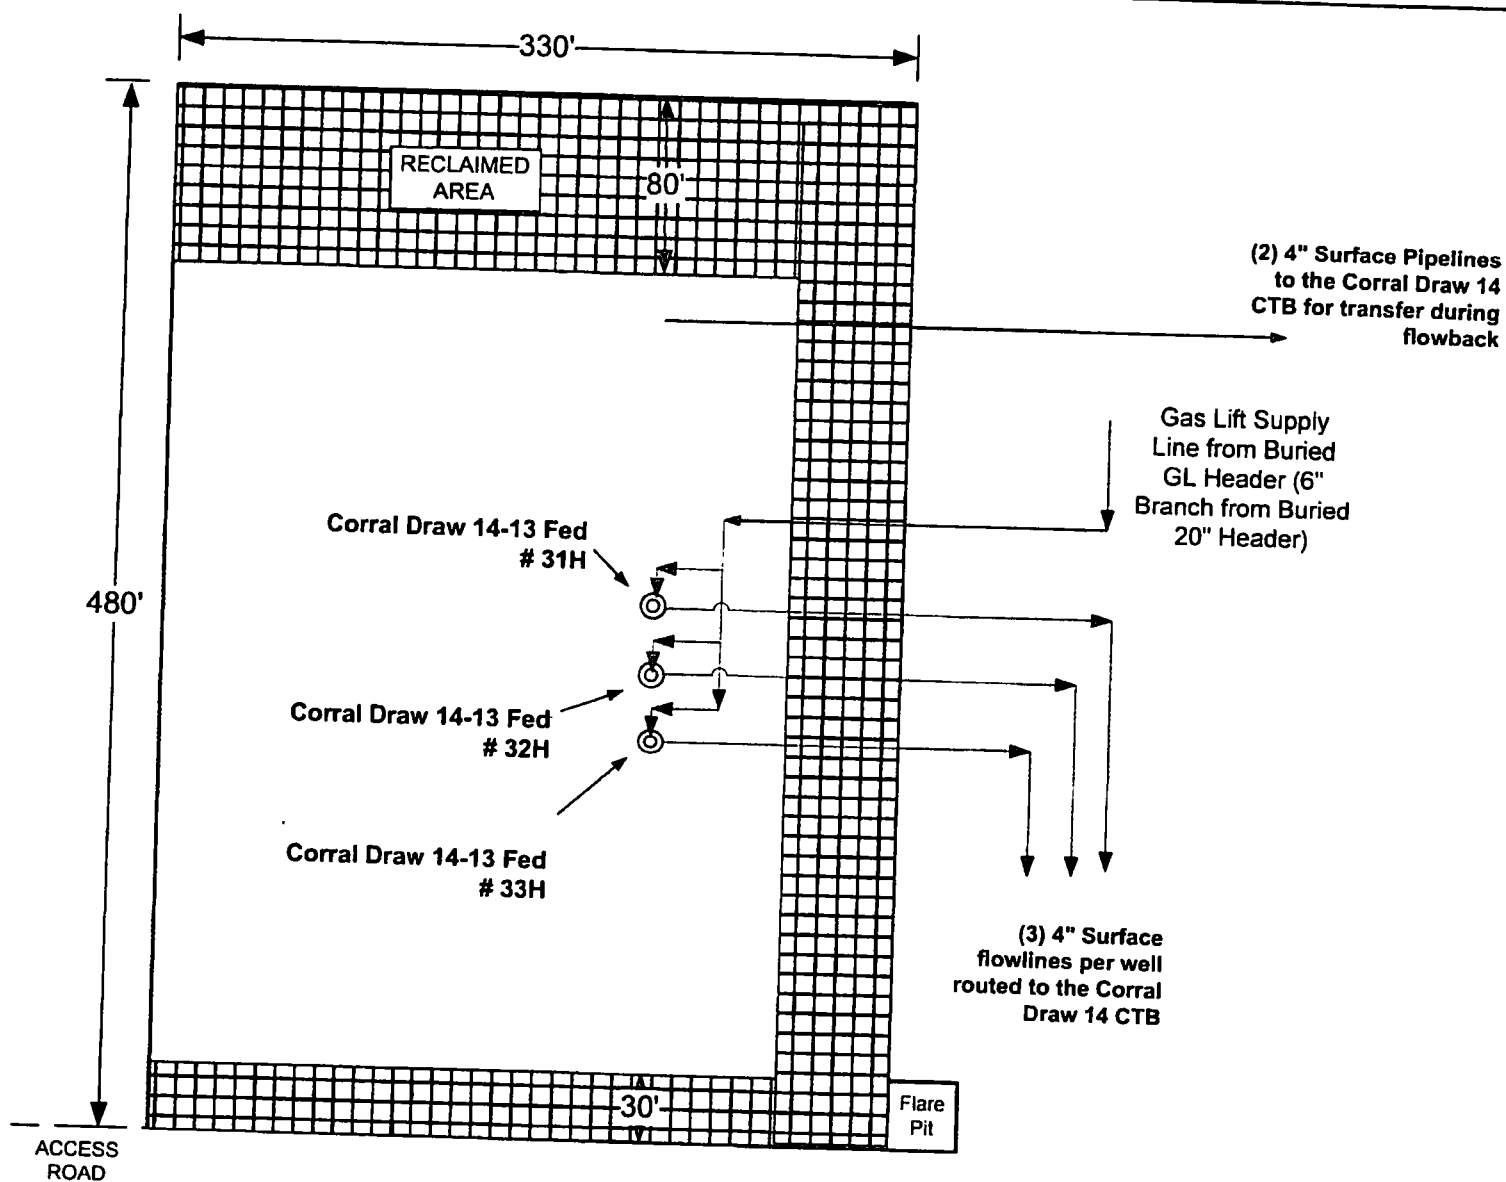 330'
RECLAIMED
AREA
80'
(2) 4" Surface Pipelines
to the Corral Draw 14
CTB for transfer during
flowback
Gas Lift Supply
Line from Buried
GL Header (6"
Branch from Buried
20" Header)
Corral Draw 14-13 Fed
# 31H
480'
Corral Draw 14-13 Fed
# 32H
Corral Draw 14-13 Fed
# 33H
(3) 4" Surface
flowlines per well
routed to the Corral
Draw 14 CTB
30'
Flare
Pit
ACCESS
ROAD